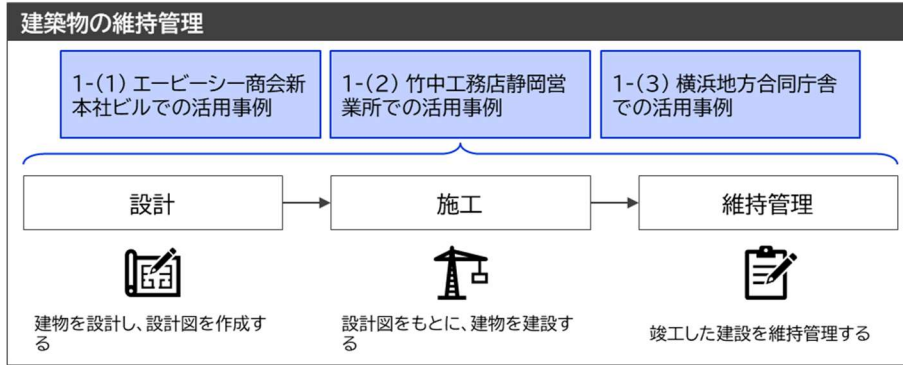 建築物の維持管理
1-(1) エービーシー商会新
本社ビルでの活用事例
1-(2) 竹中工務店静岡営
業所での活用事例
1-(3) 横浜地方合同庁舎
での活用事例
設計
施工
維持管理
建物を設計し、設計図を作成す
る
設計図をもとに、建物を建設す
る
竣工した建設を維持管理する